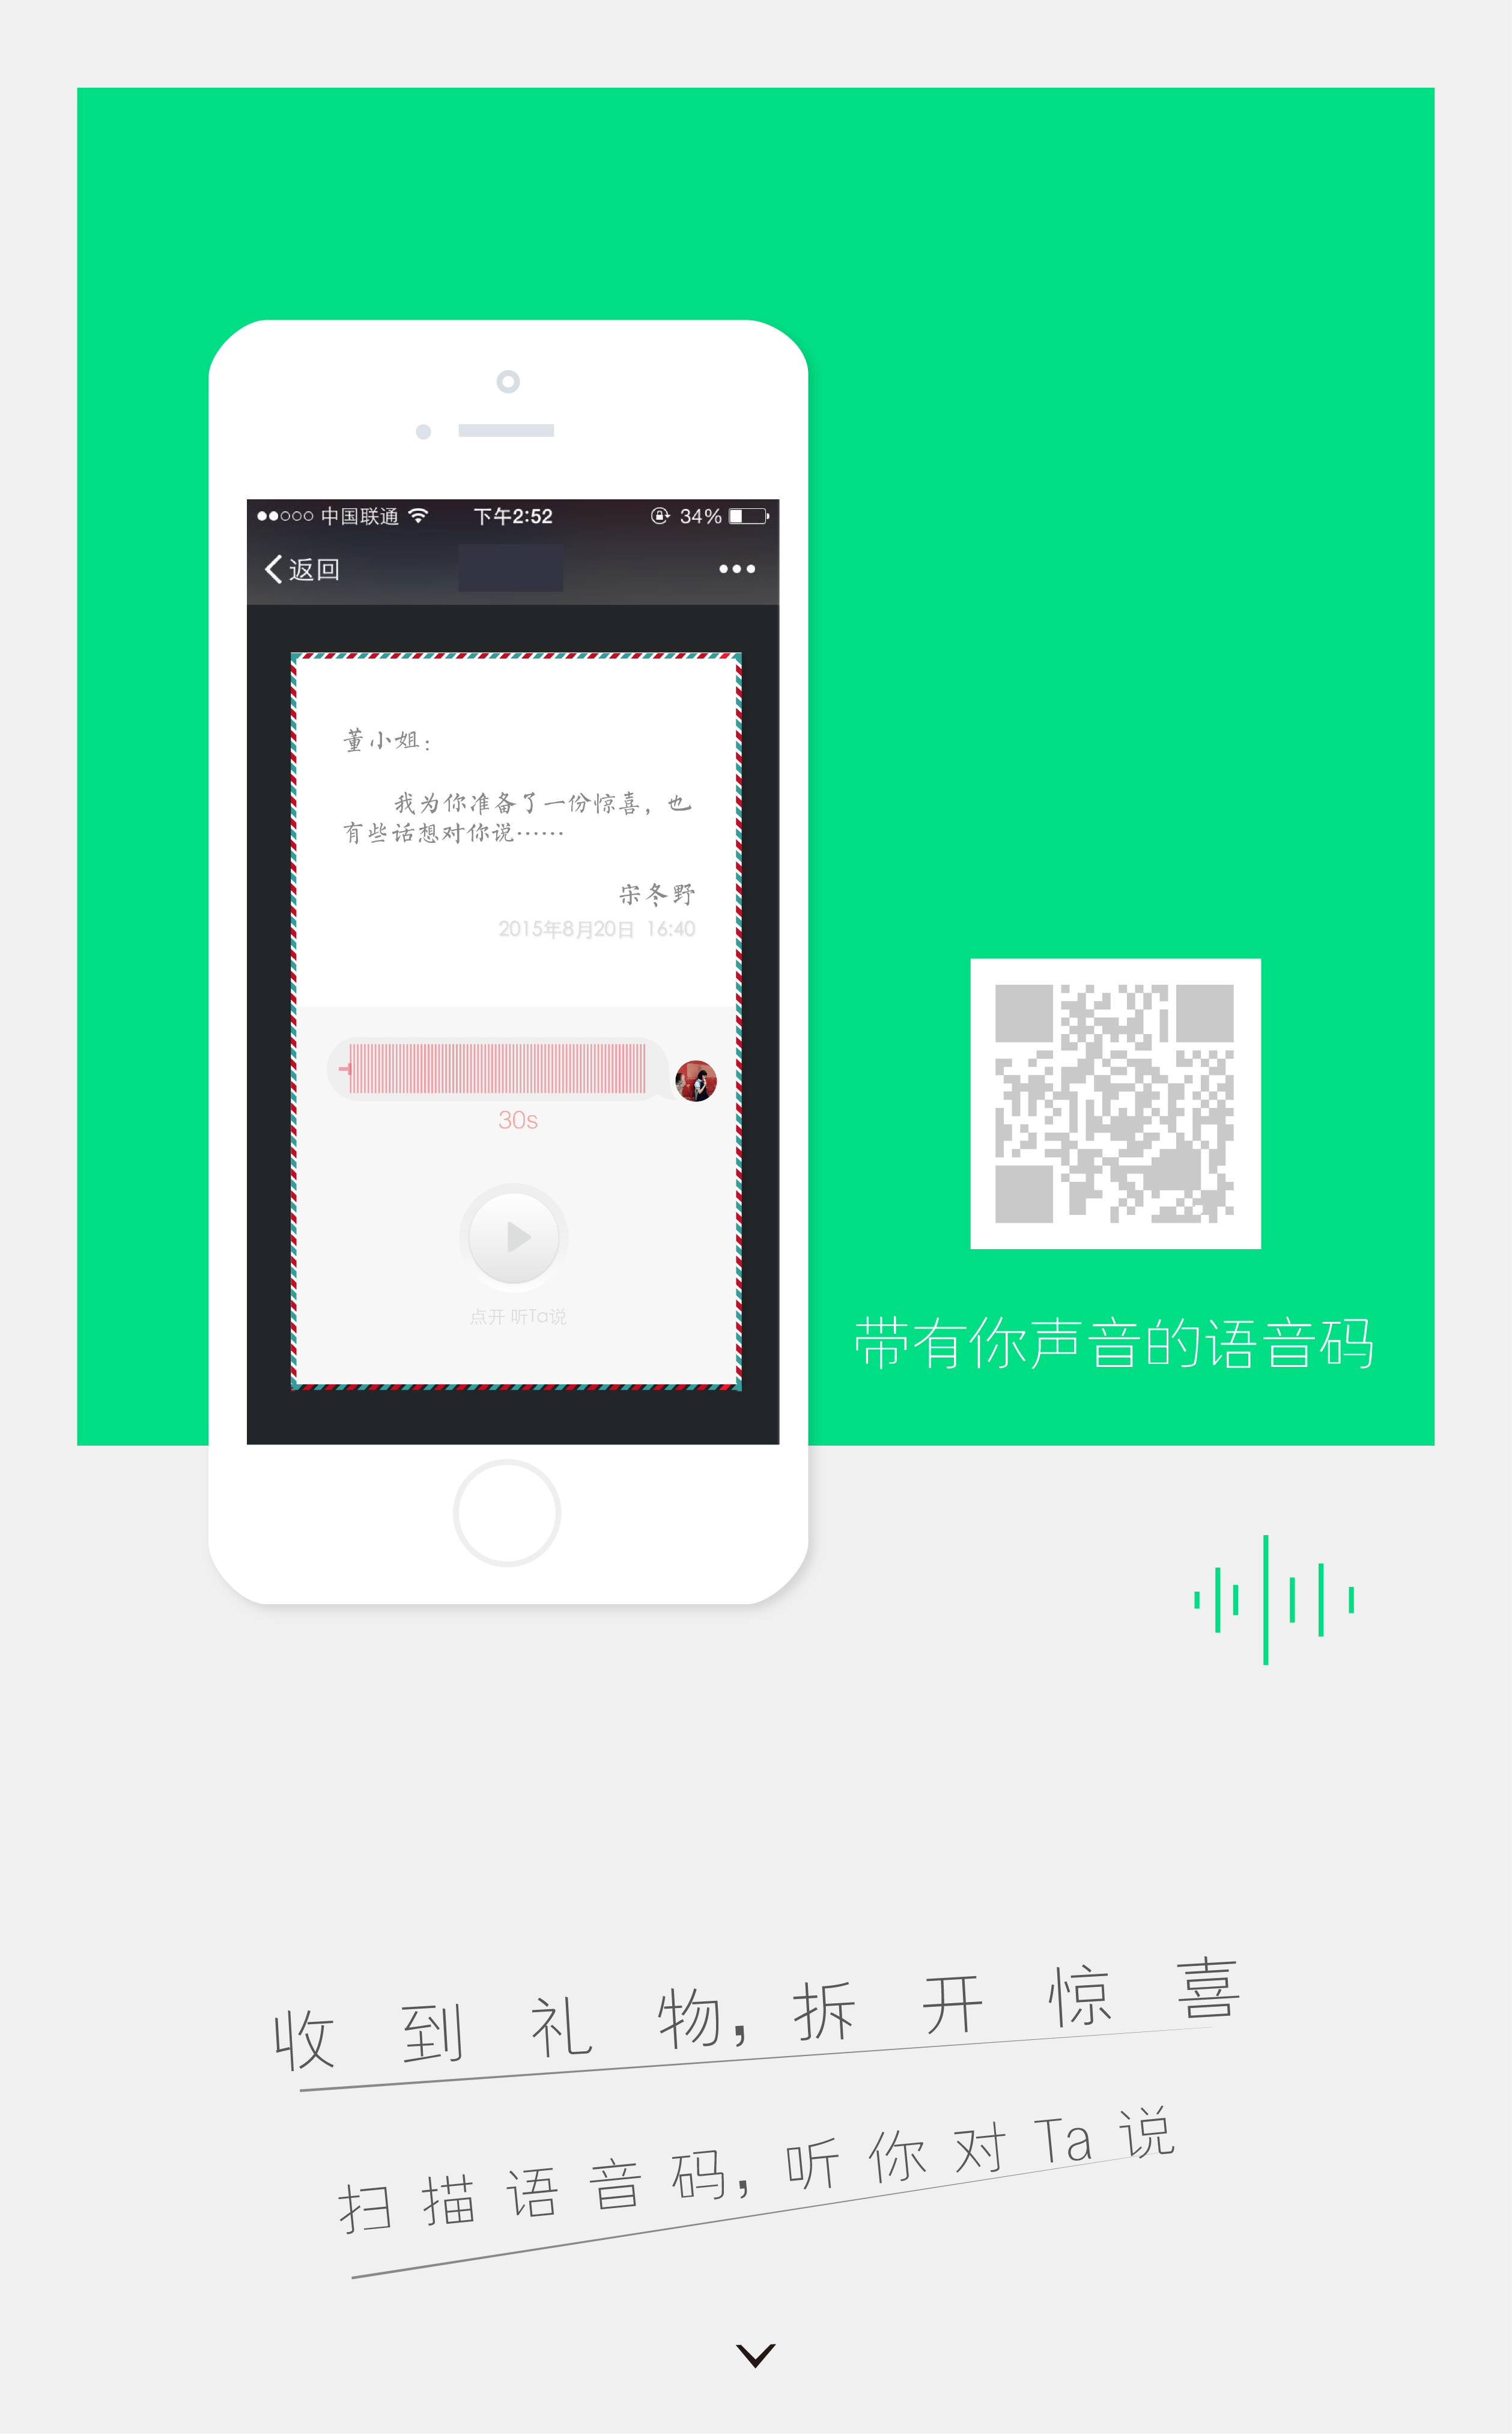 中国联通 下午2:52 34%
返回
董小姐：
我为你准备了一份惊喜，也
有些话想对你说……
宋冬野
2015年8月20日 16:40
30s
点开 听Ta说
带有你声音的语音码
收到礼物，拆开惊喜
扫描语音码，听你对Ta说